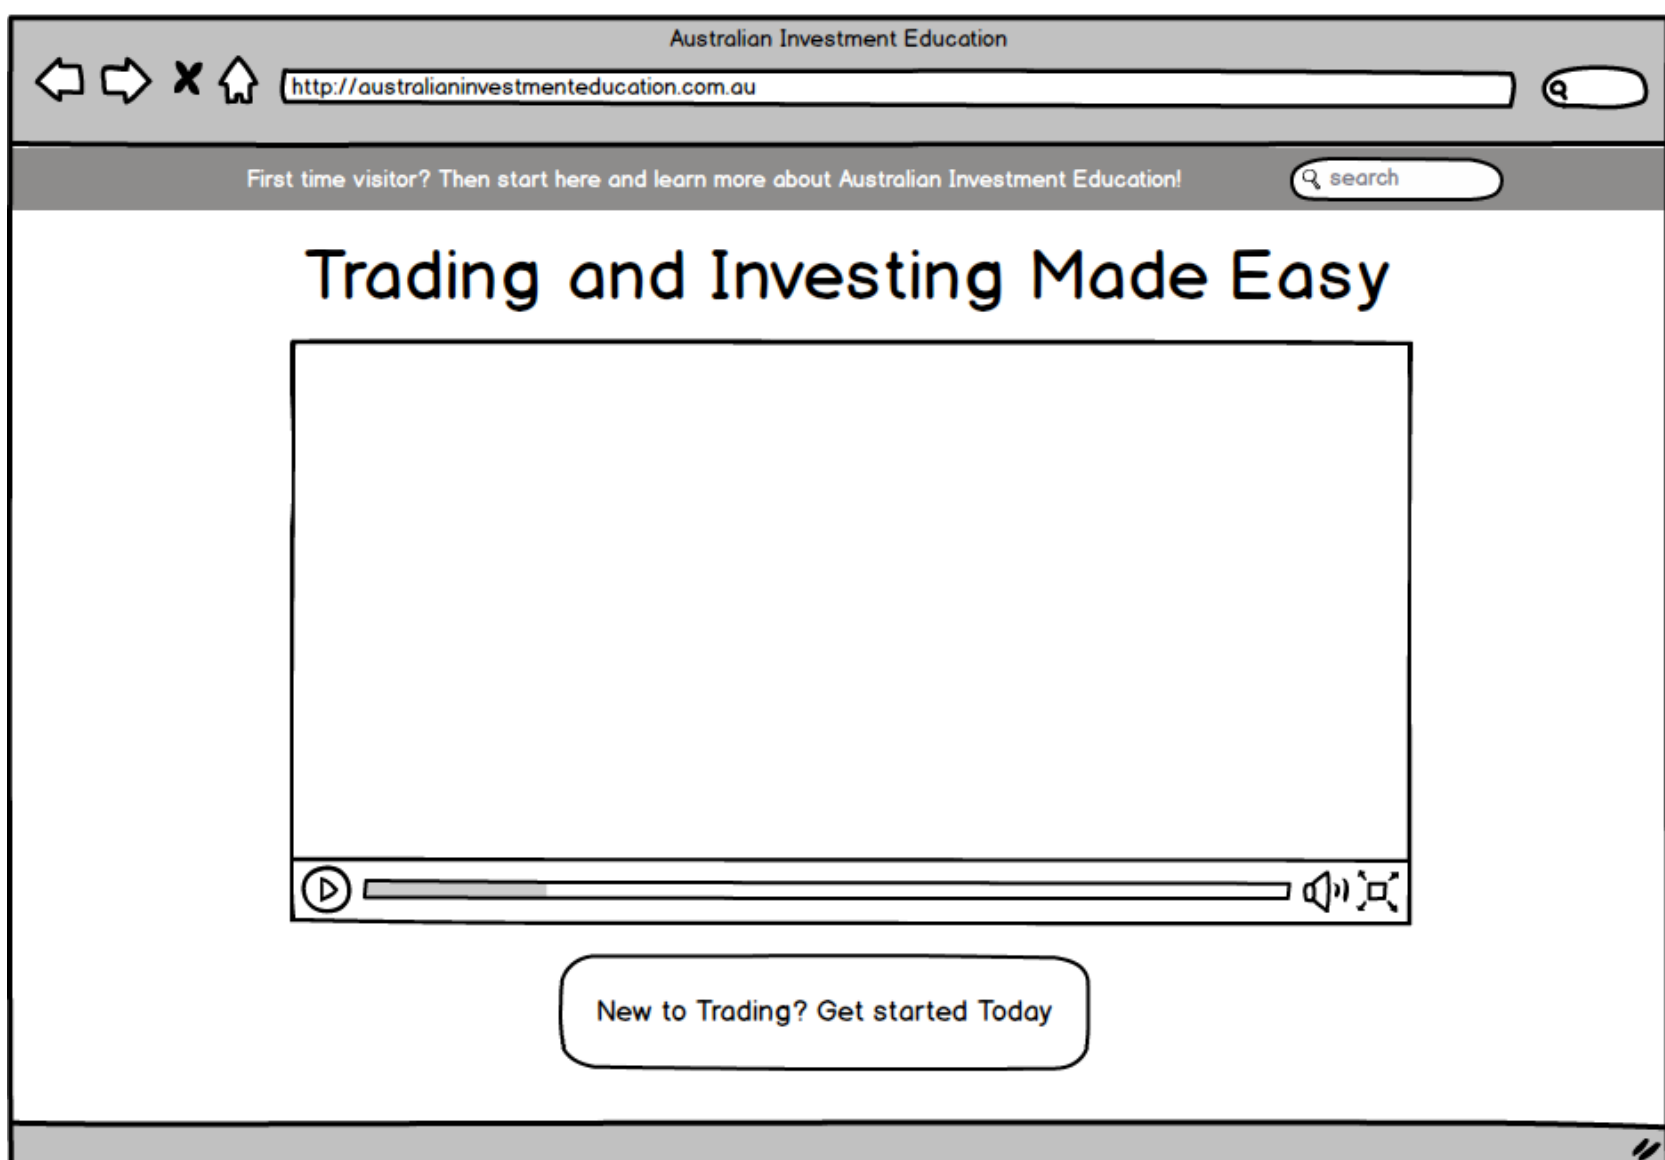 Australian Investment Education
http://australianinvestmenteducation.com.au
First time visitor? Then start here and learn more about Australian Investment Education!
search
Trading and Investing Made Easy
New to Trading? Get started Today